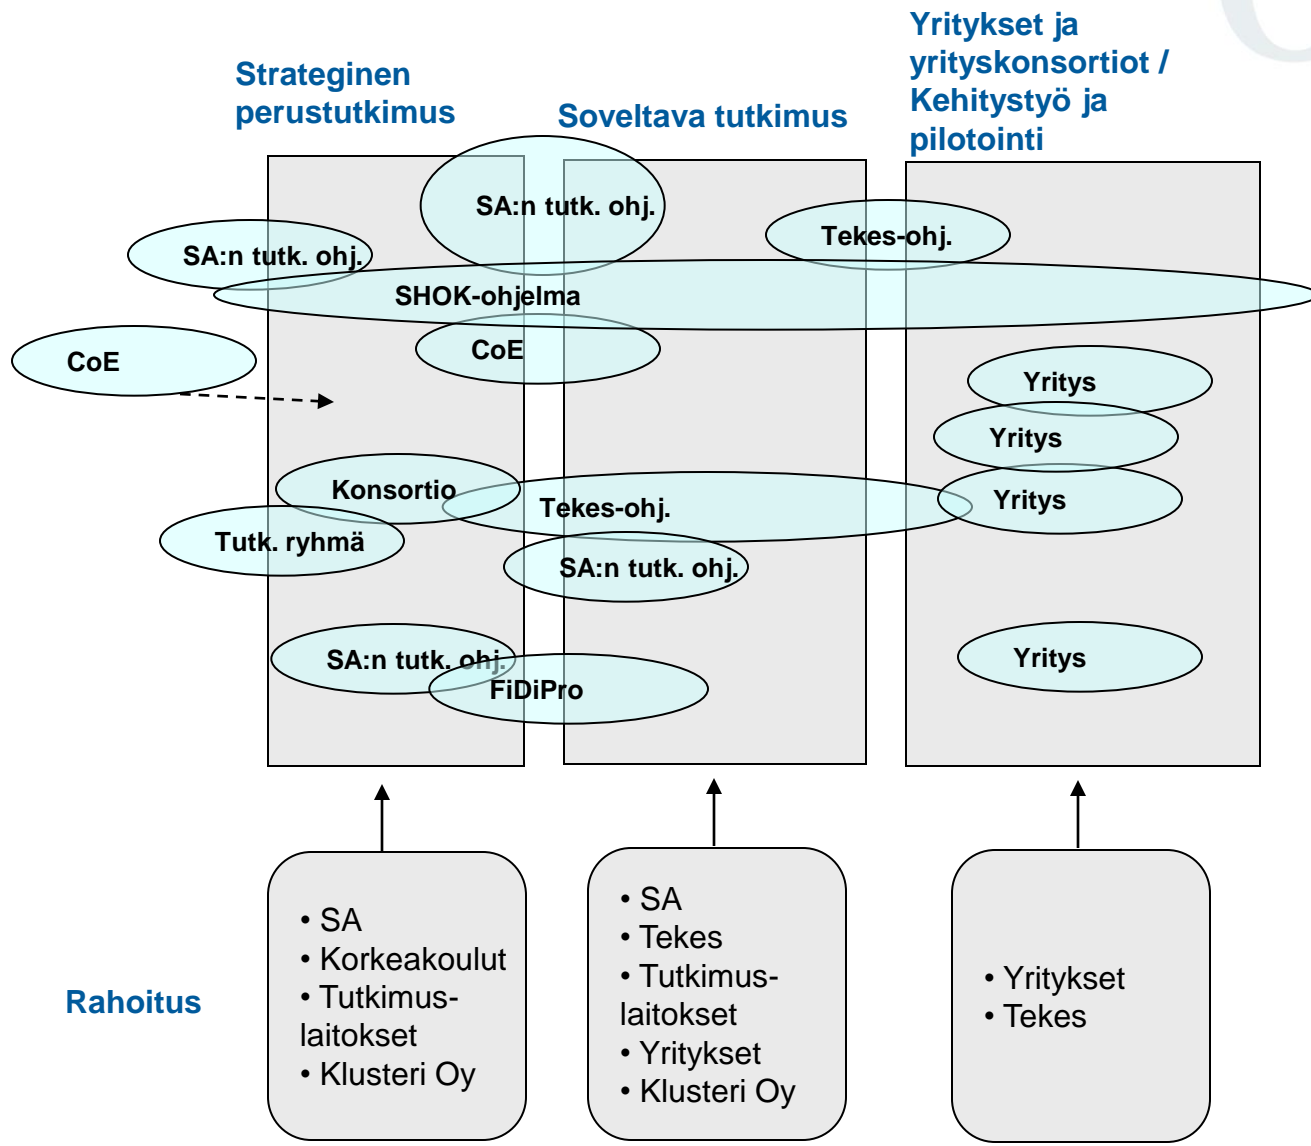 Strateginen
perustutkimus
Soveltava tutkimus
Yritykset ja
yrityskonsortiot /
Kehitystyö ja
pilotointi
SA:n tutk. ohj.
Tekes-ohj.
SA:n tutk. ohj.
SHOK-ohjelma
CoE
CoE
Yritys
Yritys
Konsortio
Tekes-ohj.
Yritys
Tutk. ryhmä
SA:n tutk. ohj.
SA:n tutk. ohj.
Yritys
FiDiPro
Rahoitus
• SA
• Korkeakoulut
• Tutkimus-
laitokset
• Klusteri Oy
• SA
• Tekes
• Tutkimus-
laitokset
• Yritykset
• Klusteri Oy
• Yritykset
• Tekes